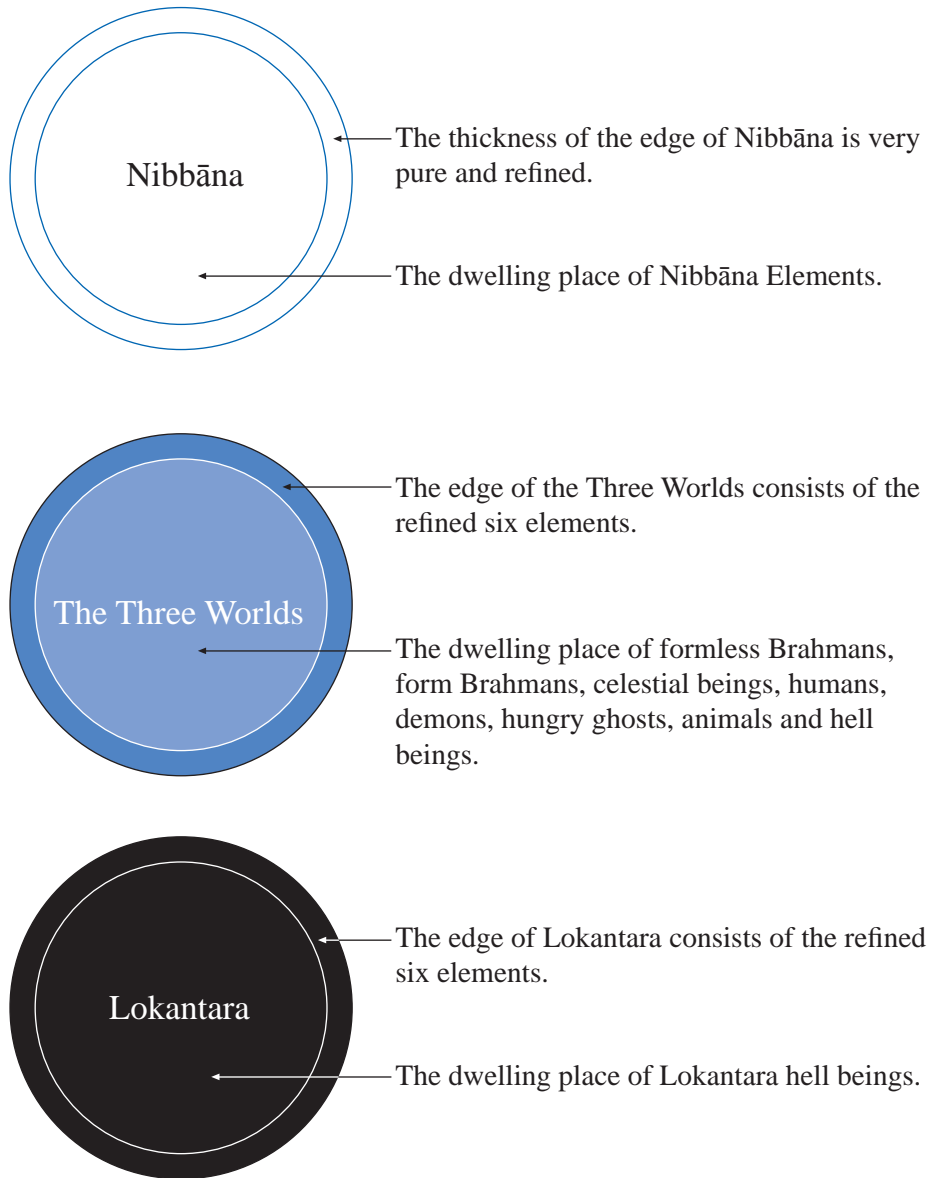 Nibbāna
The thickness of the edge of Nibbāna is very
pure and refined.
The dwelling place of Nibbāna Elements.
The Three Worlds
The edge of the Three Worlds consists of the
refined six elements.
The dwelling place of formless Brahmans,
form Brahmans, celestial beings, humans,
demons, hungry ghosts, animals and hell
beings.
Lokantara
The edge of Lokantara consists of the refined
six elements.
The dwelling place of Lokantara hell beings.